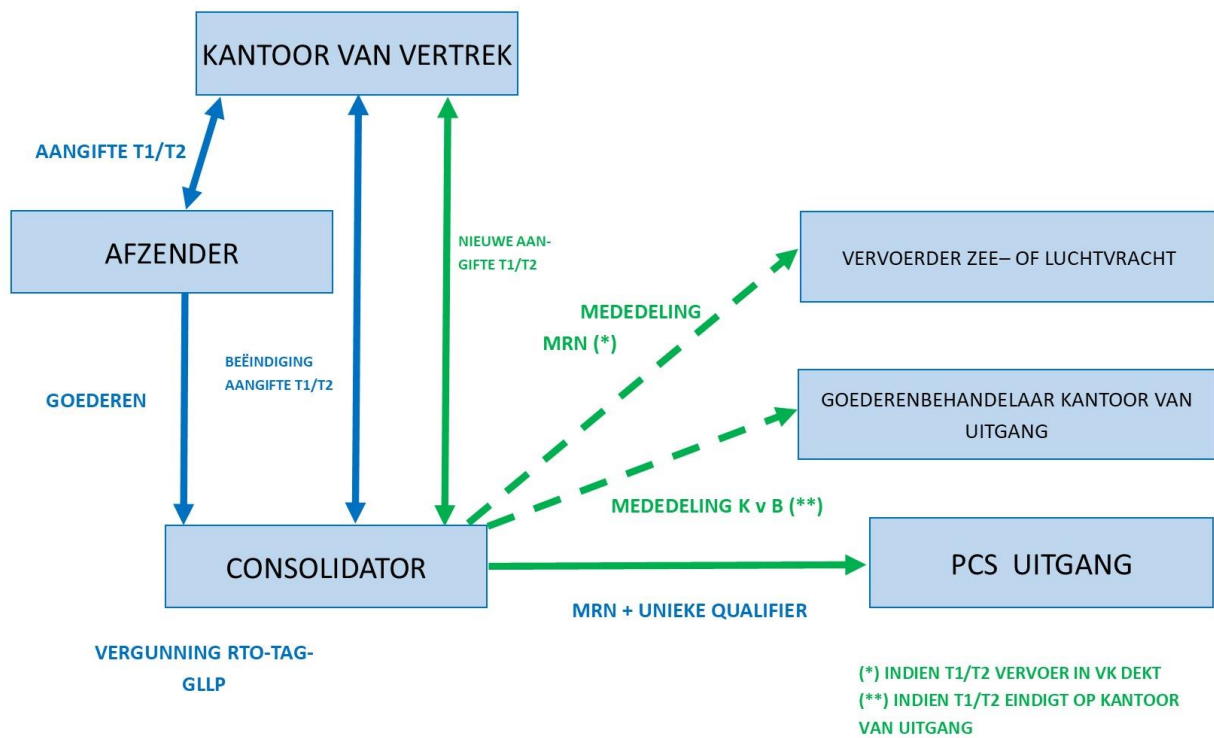 KANTOOR VAN VERTREK
AANGIFTE T1/T2
AFZENDER
NIEUWE AAN-
GIFTE T1/T2
VERVOERDER ZEE– OF LUCHTVRACHT
MEDEDELING
MRN (*)
BEËINDIGING
AANGIFTE T1/T2
GOEDEREN
GOEDERENBEHANDELAAR KANTOOR VAN
UITGANG
MEDEDELING K v B (**)
CONSOLIDATOR
PCS UITGANG
MRN + UNIEKE QUALIFIER
VERGUNNING RTO-TAG-
GLLP
(*) INDIEN T1/T2 VERVOER IN VK DEKT
(**) INDIEN T1/T2 EINDIGT OP KANTOOR
VAN UITGANG